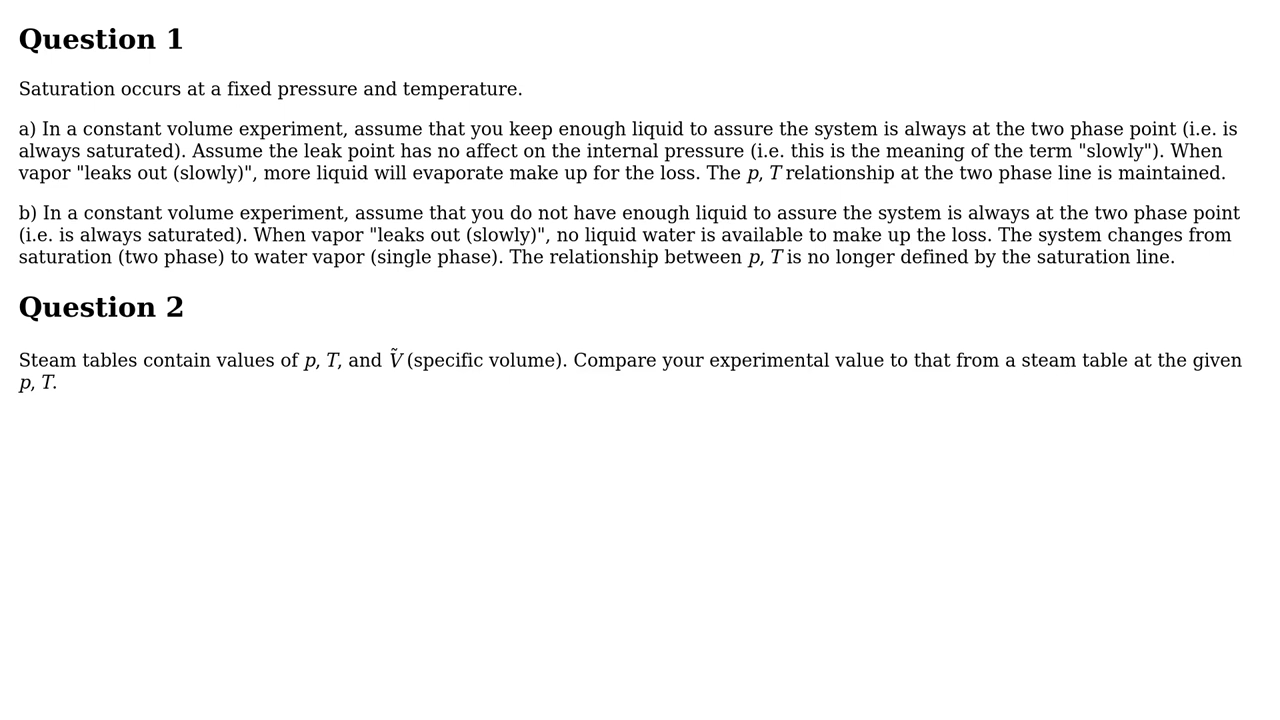 Question 1
Saturation occurs at a fixed pressure and temperature.
a) In a constant volume experiment, assume that you keep enough liquid to assure the system is always at the two phase point (i.e. is
always saturated). Assume the leak point has no affect on the internal pressure (i.e. this is the meaning of the term "slowly"). When
vapor "leaks out (slowly)", more liquid will evaporate make up for the loss. The p, T relationship at the two phase line is maintained.
b) In a constant volume experiment, assume that you do not have enough liquid to assure the system is always at the two phase point
(i.e. is always saturated). When vapor "leaks out (slowly)", no liquid water is available to make up the loss. The system changes from
saturation (two phase) to water vapor (single phase). The relationship between p, T is no longer defined by the saturation line.
Question 2
Steam tables contain values of p, T, and Ṽ (specific volume). Compare your experimental value to that from a steam table at the given
p, T.